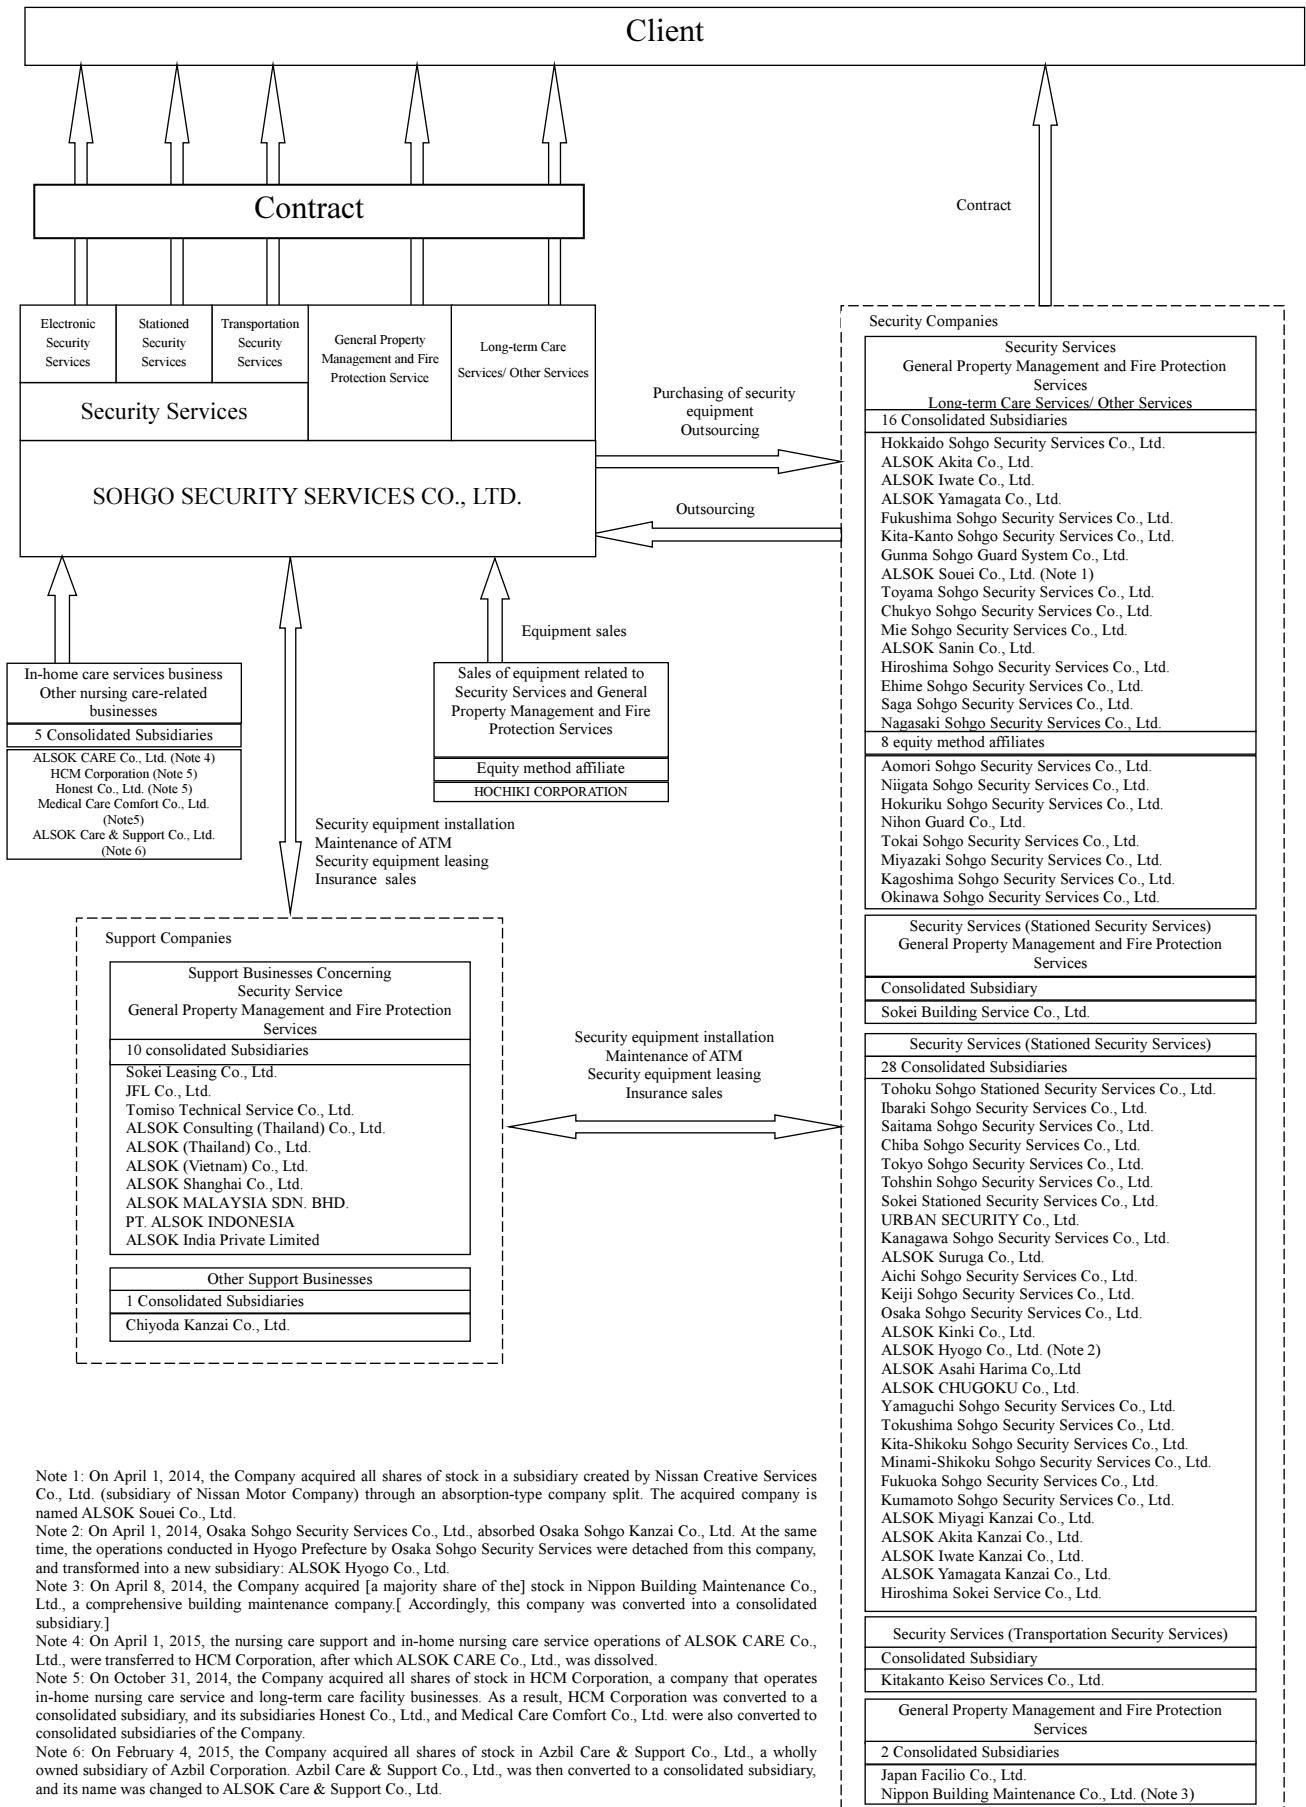 Client
Contract
Contract
Electronic
Security
Services
Stationed
Security
Services
Transportation
Security
Services
General Property
Management and Fire
Protection Service
Long-term Care
Services/ Other Services
Security Services
SOHGO SECURITY SERVICES CO., LTD.
Purchasing of security
equipment
Outsourcing
Outsourcing
Equipment sales
In-home care services business
Other nursing care-related
businesses
5 Consolidated Subsidiaries
ALSOK CARE Co., Ltd. (Note 4)
HCM Corporation (Note 5)
Honest Co., Ltd. (Note 5)
Medical Care Comfort Co., Ltd.
(Note5)
ALSOK Care & Support Co., Ltd.
(Note 6)
Sales of equipment related to
Security Services and General
Property Management and Fire
Protection Services
Equity method affiliate
HOCHIKI CORPORATION
Security equipment installation
Maintenance of ATM
Security equipment leasing
Insurance sales
Support Companies
Support Businesses Concerning
Security Service
General Property Management and Fire Protection
Services
10 consolidated Subsidiaries
Sokei Leasing Co., Ltd.
JFL Co., Ltd.
Tomiso Technical Service Co., Ltd.
ALSOK Consulting (Thailand) Co., Ltd.
ALSOK (Thailand) Co., Ltd.
ALSOK (Vietnam) Co., Ltd.
ALSOK Shanghai Co., Ltd.
ALSOK MALAYSIA SDN. BHD.
PT. ALSOK INDONESIA
ALSOK India Private Limited
Other Support Businesses
1 Consolidated Subsidiaries
Chiyoda Kanzai Co., Ltd.
Security equipment installation
Maintenance of ATM
Security equipment leasing
Insurance sales
Security Companies
Security Services
General Property Management and Fire Protection
Services
Long-term Care Services/ Other Services
16 Consolidated Subsidiaries
Hokkaido Sohgo Security Services Co., Ltd.
ALSOK Akita Co., Ltd.
ALSOK Iwate Co., Ltd.
ALSOK Yamagata Co., Ltd.
Fukushima Sohgo Security Services Co., Ltd.
Kita-Kanto Sohgo Security Services Co., Ltd.
Gunma Sohgo Guard System Co., Ltd.
ALSOK Souei Co., Ltd. (Note 1)
Toyama Sohgo Security Services Co., Ltd.
Chukyo Sohgo Security Services Co., Ltd.
Mie Sohgo Security Services Co., Ltd.
ALSOK Sanin Co., Ltd.
Hiroshima Sohgo Security Services Co., Ltd.
Ehime Sohgo Security Services Co., Ltd.
Saga Sohgo Security Services Co., Ltd.
Nagasaki Sohgo Security Services Co., Ltd.
8 equity method affiliates
Aomori Sohgo Security Services Co., Ltd.
Niigata Sohgo Security Services Co., Ltd.
Hokuriku Sohgo Security Services Co., Ltd.
Nihon Guard Co., Ltd.
Tokai Sohgo Security Services Co., Ltd.
Miyazaki Sohgo Security Services Co., Ltd.
Kagoshima Sohgo Security Services Co., Ltd.
Okinawa Sohgo Security Services Co., Ltd.
Security Services (Stationed Security Services)
General Property Management and Fire Protection
Services
Consolidated Subsidiary
Sokei Building Service Co., Ltd.
Security Services (Stationed Security Services)
28 Consolidated Subsidiaries
Tohoku Sohgo Stationed Security Services Co., Ltd.
Ibaraki Sohgo Security Services Co., Ltd.
Saitama Sohgo Security Services Co., Ltd.
Chiba Sohgo Security Services Co., Ltd.
Tokyo Sohgo Security Services Co., Ltd.
Tohshin Sohgo Security Services Co., Ltd.
Sokei Stationed Security Services Co., Ltd.
URBAN SECURITY Co., Ltd.
Kanagawa Sohgo Security Services Co., Ltd.
ALSOK Suruga Co., Ltd.
Aichi Sohgo Security Services Co., Ltd.
Keiji Sohgo Security Services Co., Ltd.
Osaka Sohgo Security Services Co., Ltd.
ALSOK Kinki Co., Ltd.
ALSOK Hyogo Co., Ltd. (Note 2)
ALSOK Asahi Harima Co,.Ltd
ALSOK CHUGOKU Co., Ltd.
Yamaguchi Sohgo Security Services Co., Ltd.
Tokushima Sohgo Security Services Co., Ltd.
Kita-Shikoku Sohgo Security Services Co., Ltd.
Minami-Shikoku Sohgo Security Services Co., Ltd.
Fukuoka Sohgo Security Services Co., Ltd.
Kumamoto Sohgo Security Services Co., Ltd.
ALSOK Miyagi Kanzai Co., Ltd.
ALSOK Akita Kanzai Co., Ltd.
ALSOK Iwate Kanzai Co., Ltd.
ALSOK Yamagata Kanzai Co., Ltd.
Hiroshima Sokei Service Co., Ltd.
Security Services (Transportation Security Services)
Consolidated Subsidiary
Kitakanto Keiso Services Co., Ltd.
General Property Management and Fire Protection
Services
2 Consolidated Subsidiaries
Japan Facilio Co., Ltd.
Nippon Building Maintenance Co., Ltd. (Note 3)
Note 1: On April 1, 2014, the Company acquired all shares of stock in a subsidiary created by Nissan Creative Services
Co., Ltd. (subsidiary of Nissan Motor Company) through an absorption-type company split. The acquired company is
named ALSOK Souei Co., Ltd.
Note 2: On April 1, 2014, Osaka Sohgo Security Services Co., Ltd., absorbed Osaka Sohgo Kanzai Co., Ltd. At the same
time, the operations conducted in Hyogo Prefecture by Osaka Sohgo Security Services were detached from this company,
and transformed into a new subsidiary: ALSOK Hyogo Co., Ltd.
Note 3: On April 8, 2014, the Company acquired [a majority share of the] stock in Nippon Building Maintenance Co.,
Ltd., a comprehensive building maintenance company.[ Accordingly, this company was converted into a consolidated
subsidiary.]
Note 4: On April 1, 2015, the nursing care support and in-home nursing care service operations of ALSOK CARE Co.,
Ltd., were transferred to HCM Corporation, after which ALSOK CARE Co., Ltd., was dissolved.
Note 5: On October 31, 2014, the Company acquired all shares of stock in HCM Corporation, a company that operates
in-home nursing care service and long-term care facility businesses. As a result, HCM Corporation was converted to a
consolidated subsidiary, and its subsidiaries Honest Co., Ltd., and Medical Care Comfort Co., Ltd. were also converted to
consolidated subsidiaries of the Company.
Note 6: On February 4, 2015, the Company acquired all shares of stock in Azbil Care & Support Co., Ltd., a wholly
owned subsidiary of Azbil Corporation. Azbil Care & Support Co., Ltd., was then converted to a consolidated subsidiary,
and its name was changed to ALSOK Care & Support Co., Ltd.